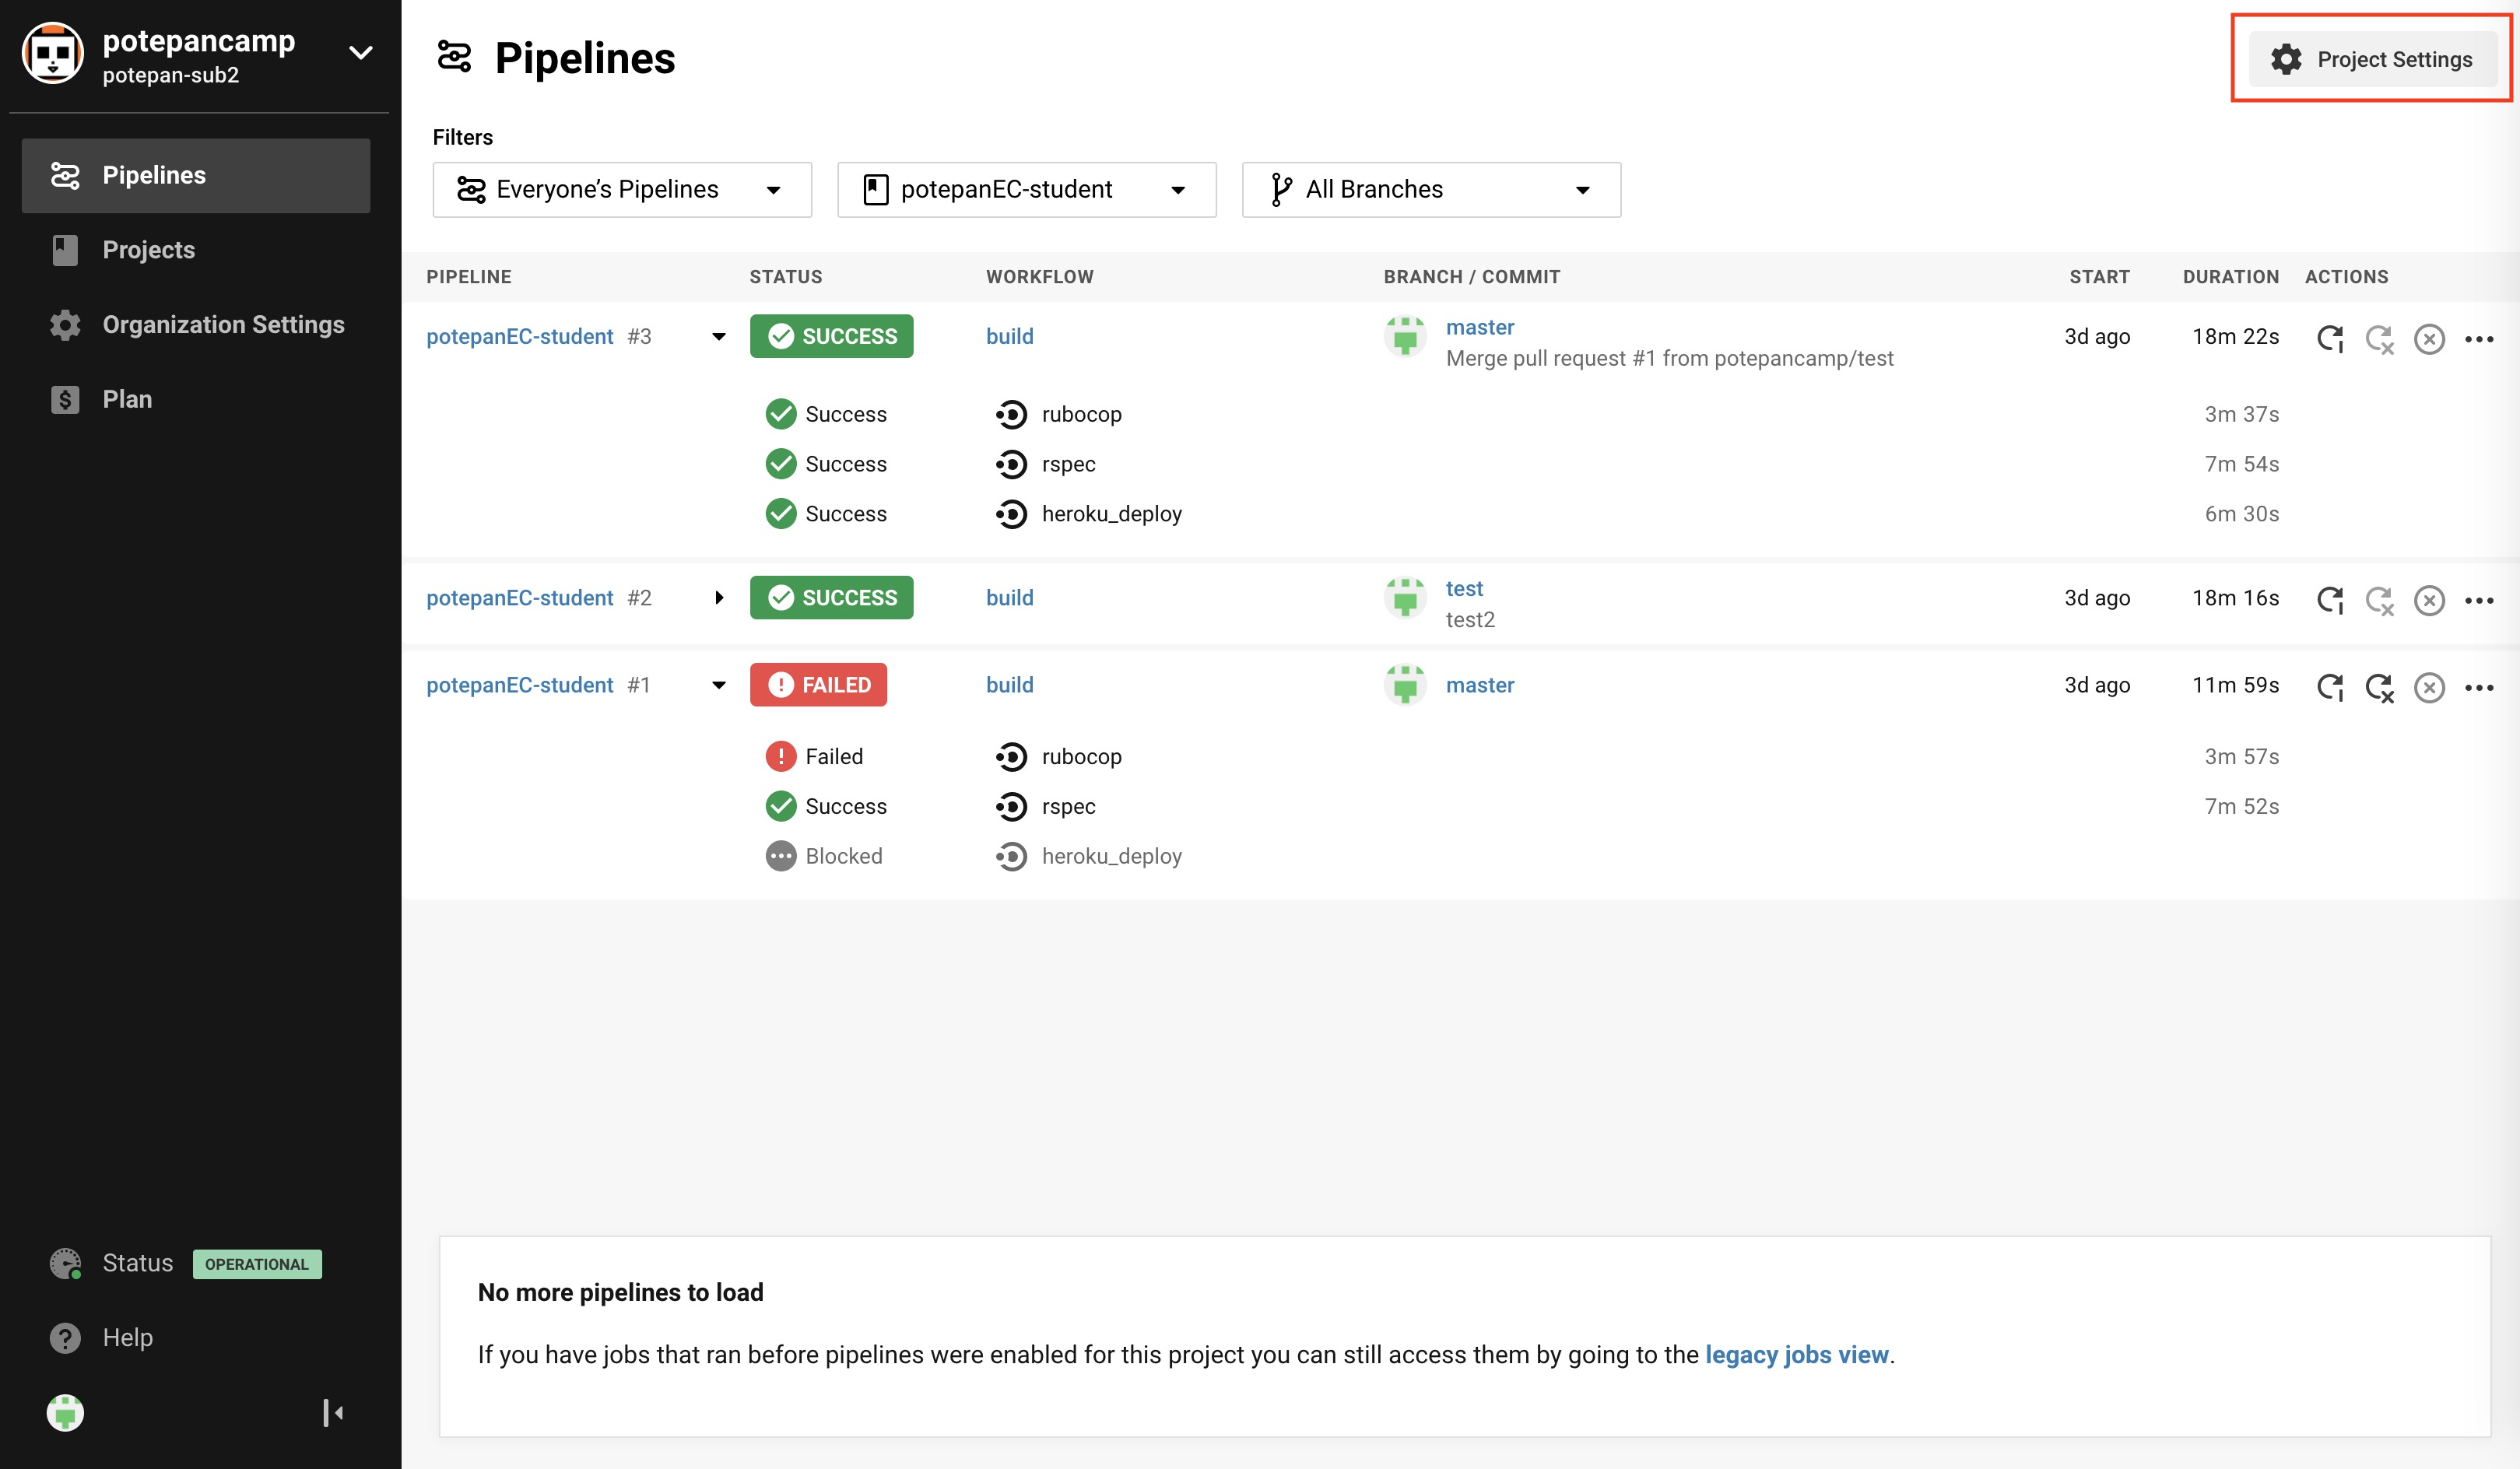 potepancamp
potepan-sub2
Pipelines
Projects
Organization Settings
Plan
Status OPERATIONAL
Help
Pipelines
Project Settings
Filters
Everyone’s Pipelines potepanEC-student All Branches
PIPELINE STATUS WORKFLOW BRANCH / COMMIT START DURATION ACTIONS
potepanEC-student #3 SUCCESS build master 3d ago 18m 22s
Merge pull request #1 from potepancamp/test
Success rubocop 3m 37s
Success rspec 7m 54s
Success heroku_deploy 6m 30s
potepanEC-student #2 SUCCESS build test 3d ago 18m 16s
test2
potepanEC-student #1 FAILED build master 3d ago 11m 59s
Failed rubocop 3m 57s
Success rspec 7m 52s
Blocked heroku_deploy
No more pipelines to load
If you have jobs that ran before pipelines were enabled for this project you can still access them by going to the legacy jobs view.